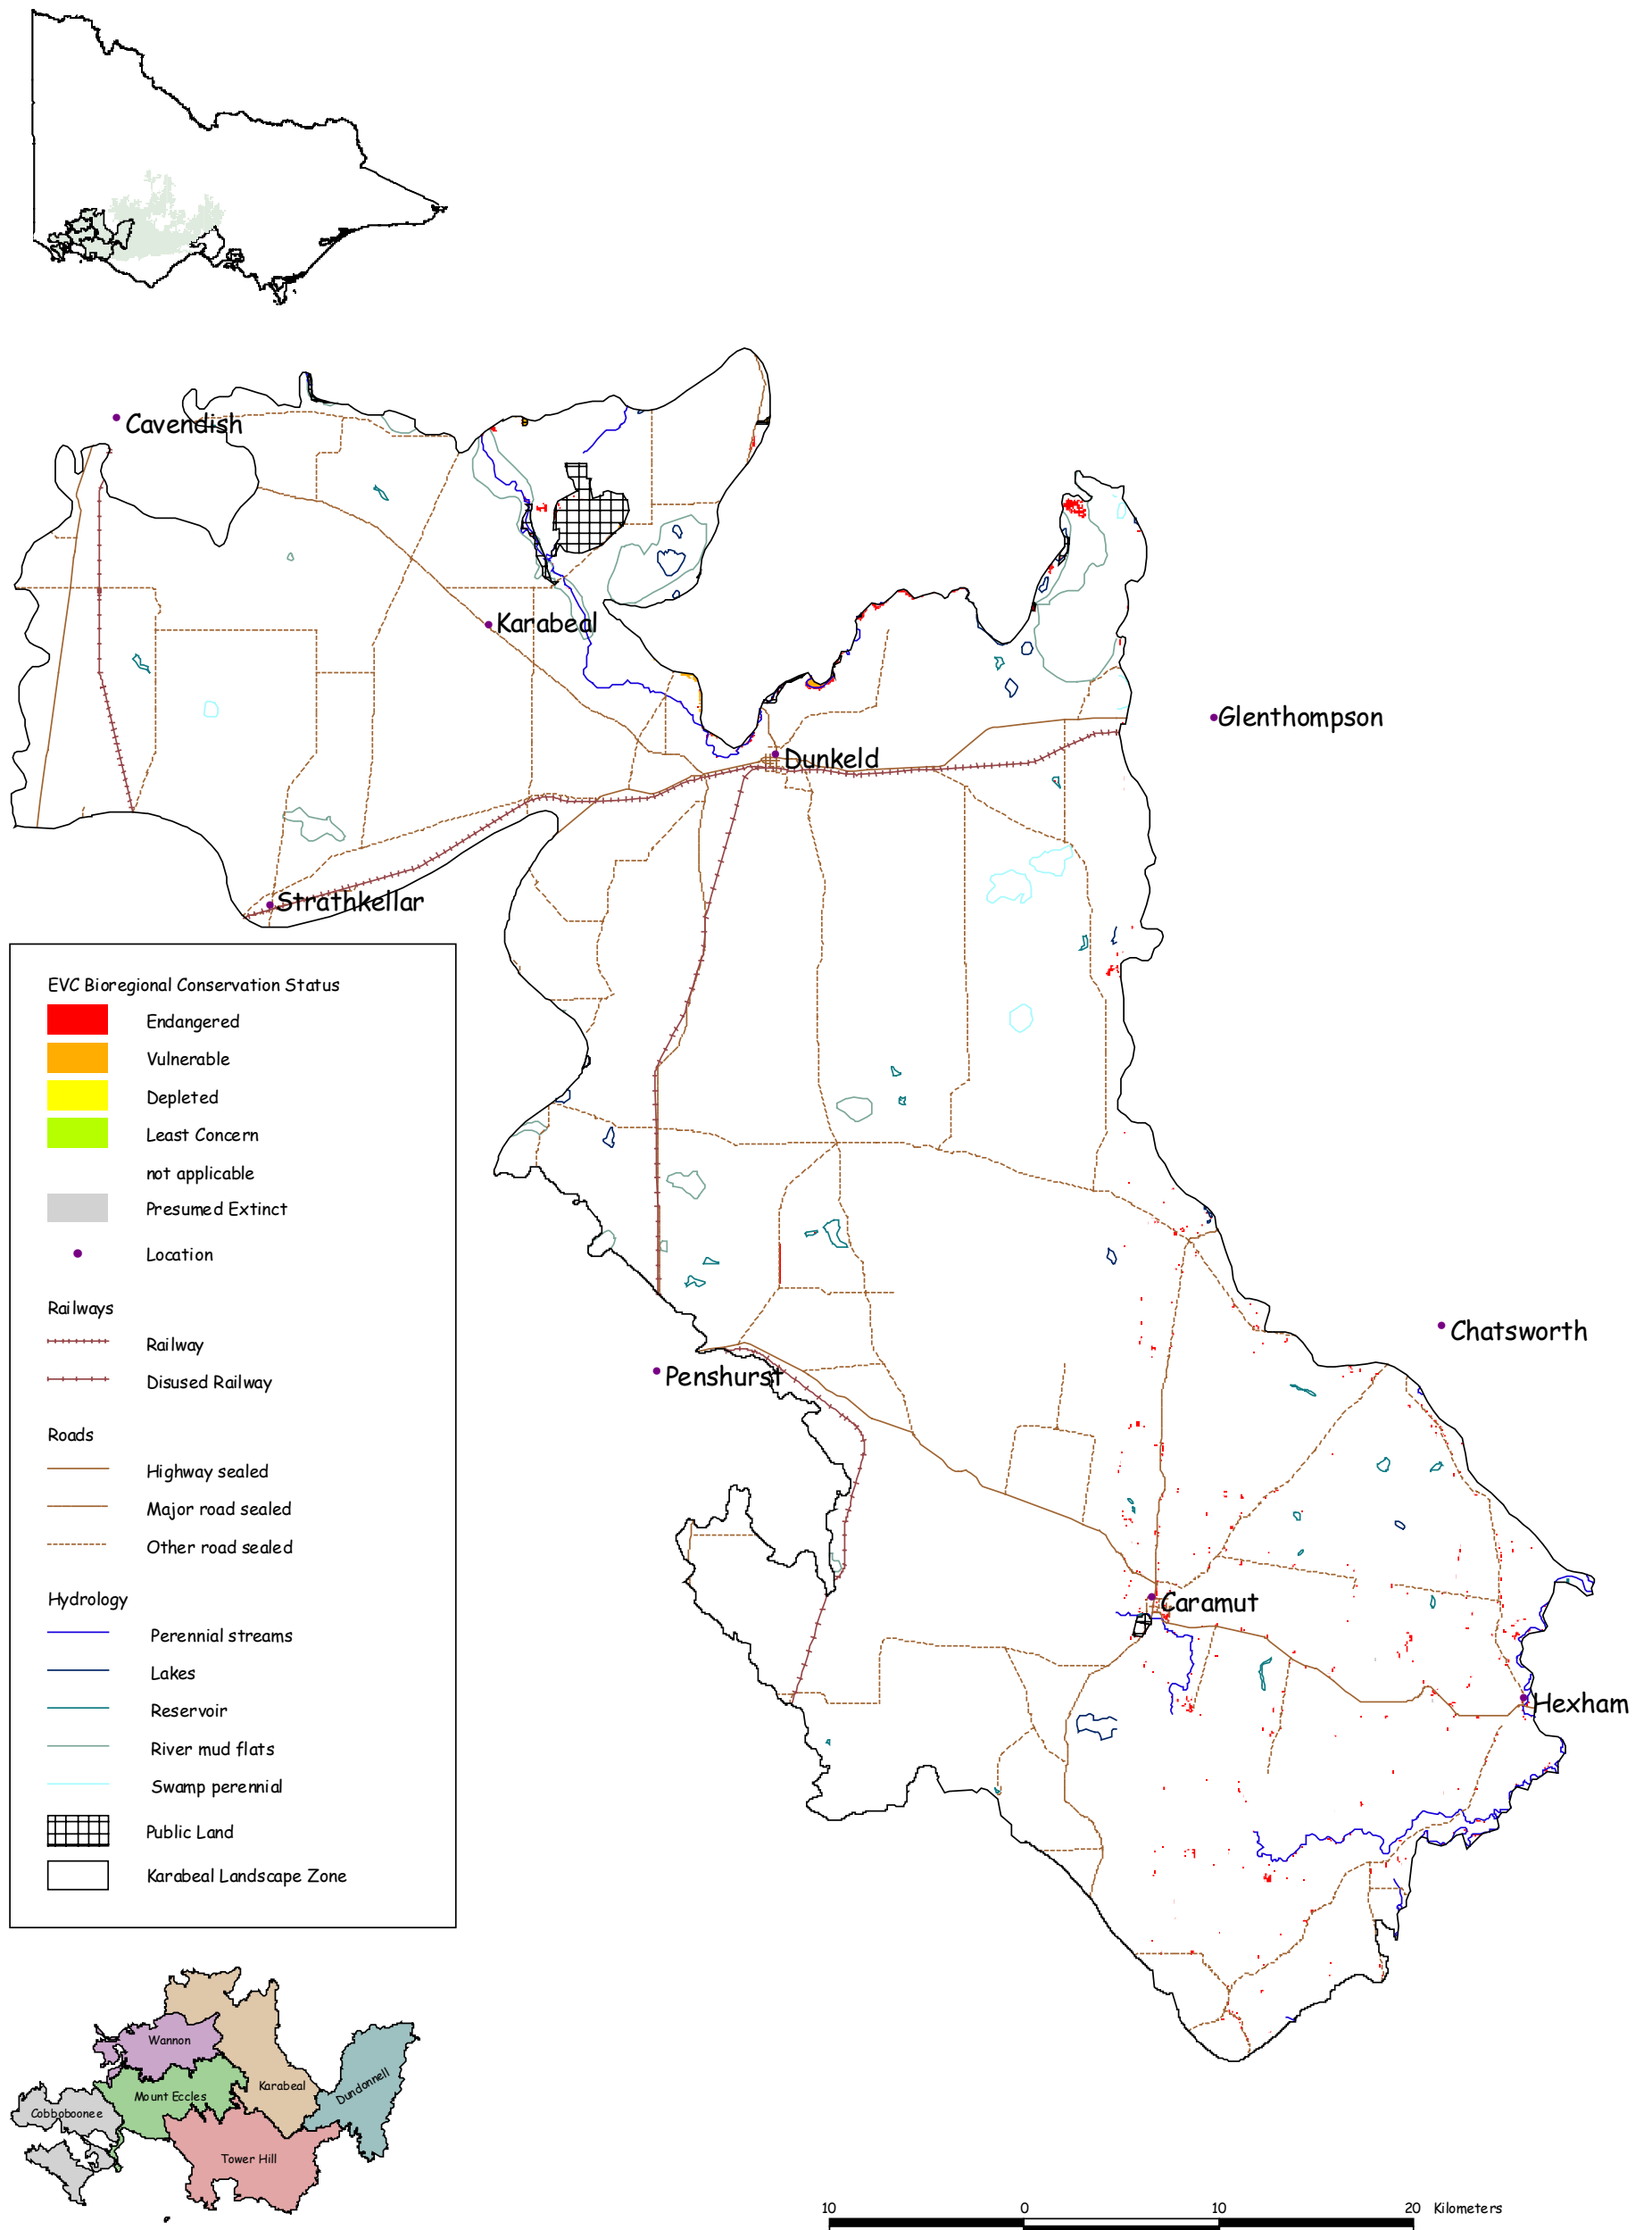 Cavendish
Karabeal
Glenthompson
Dunkeld
Strathkellar
EVC Bioregional Conservation Status
Endangered
Vulnerable
Depleted
Least Concern
not applicable
Presumed Extinct
Location
Railways
Railway
Disused Railway
Roads
Highway sealed
Major road sealed
Other road sealed
Hydrology
Perennial streams
Lakes
Reservoir
River mud flats
Swamp perennial
Public Land
Karabeal Landscape Zone
Chatsworth
Penshurst
Caramut
Hexham
Wannon
Mount Eccles
Karabeal
Dundonnell
Cobboboonee
Tower Hill
10 0 10 20 Kilometers